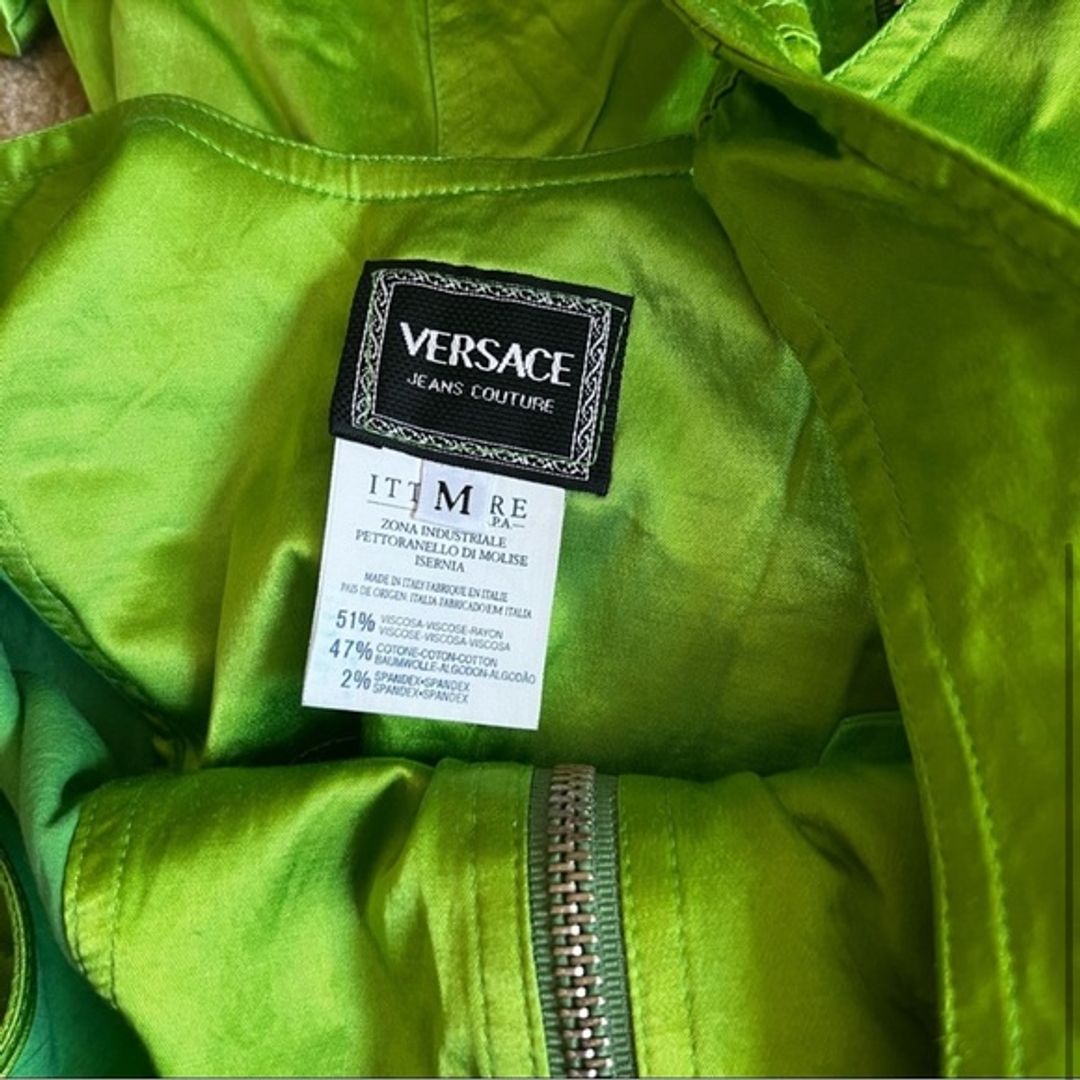 VERSACE
JEANS COUTURE
ITT M RE
P.A.
ZONA INDUSTRIALE
PETTORANELLO DI MOLISE
ISERNIA
MADE IN ITALY FABRIQUE EN ITALIE
PAIS DE ORIGEN: ITALIA FABRICADO EM ITALIA
51% VISCOSA-VISCOSE-RAYON
VISCOSE-VISCOSA-VISCOSA
47% COTONE-COTON-COTTON
BAUMWOLLE-ALGODON-ALGODÃO
2% SPANDEX•SPANDEX
SPANDEX•SPANDEX